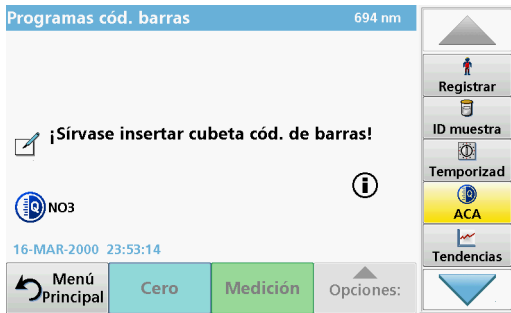 Programas cód. barras
694 nm
¡Sírvase insertar cubeta cód. de barras!
NO3
16-MAR-2000 23:53:14
Menú
Principal
Cero
Medición
Opciones:
Registrar
ID muestra
Temporizad
ACA
Tendencias